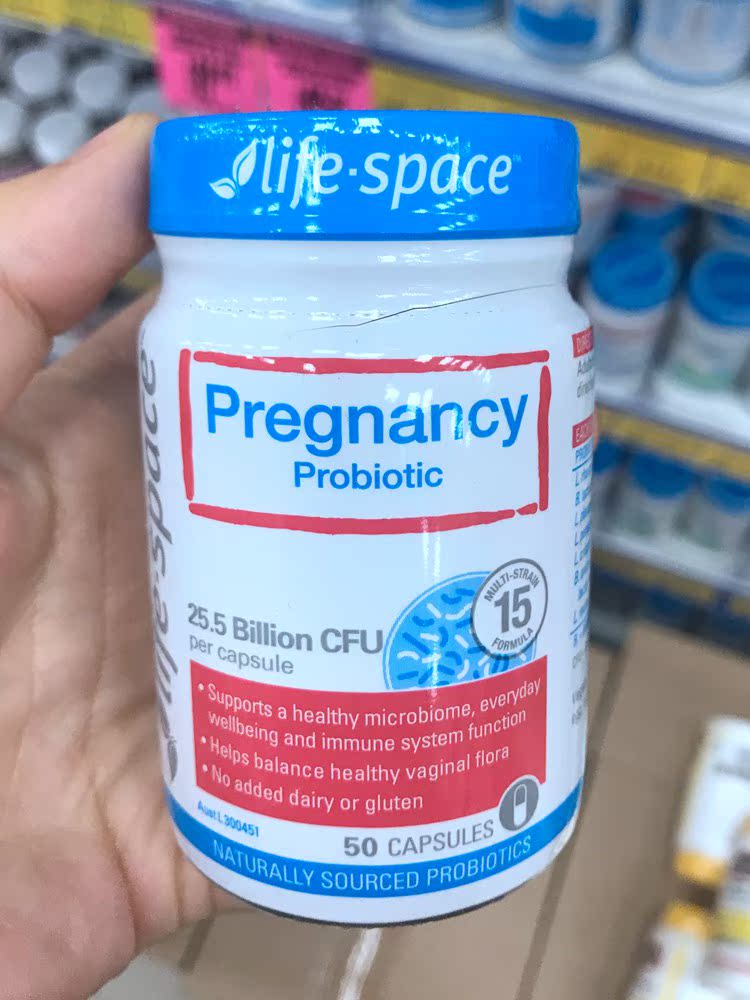 life-space
Pregnancy
Probiotic
25.5 Billion CFU
per capsule
MULTI-STRAIN
15
FORMULA
• Supports a healthy microbiome, everyday
wellbeing and immune system function
• Helps balance healthy vaginal flora
• No added dairy or gluten
Aust L 300451
50 CAPSULES
NATURALLY SOURCED PROBIOTICS
life-space